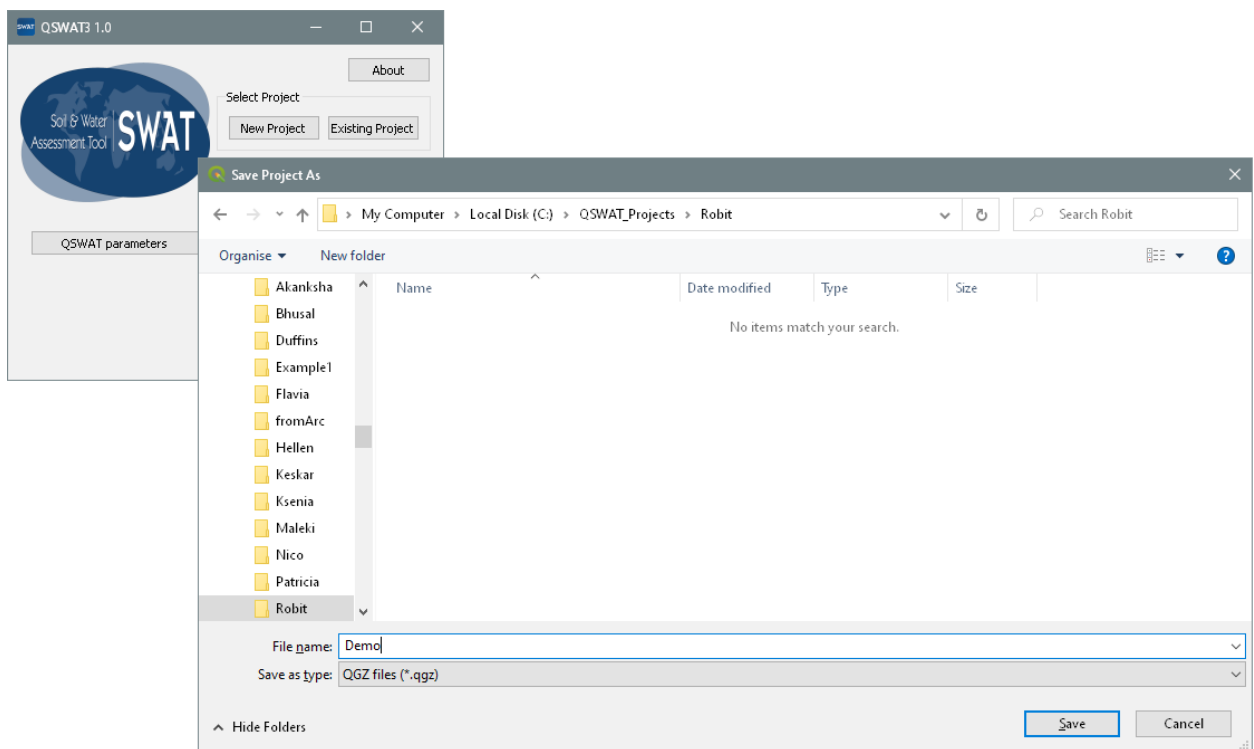 SWAT QSWAT3 1.0
About
Select Project
Soil & Water
Assessment Tool
SWAT
New Project Existing Project
QSWAT parameters
Save Project As
My Computer > Local Disk (C:) > QSWAT_Projects > Robit
Search Robit
Organise New folder
Name Date modified Type Size
No items match your search.
Akanksha
Bhusal
Duffins
Example1
Flavia
fromArc
Hellen
Keskar
Ksenia
Maleki
Nico
Patricia
Robit
File name: Demo
Save as type: QGZ files (*.qgz)
Hide Folders
Save Cancel